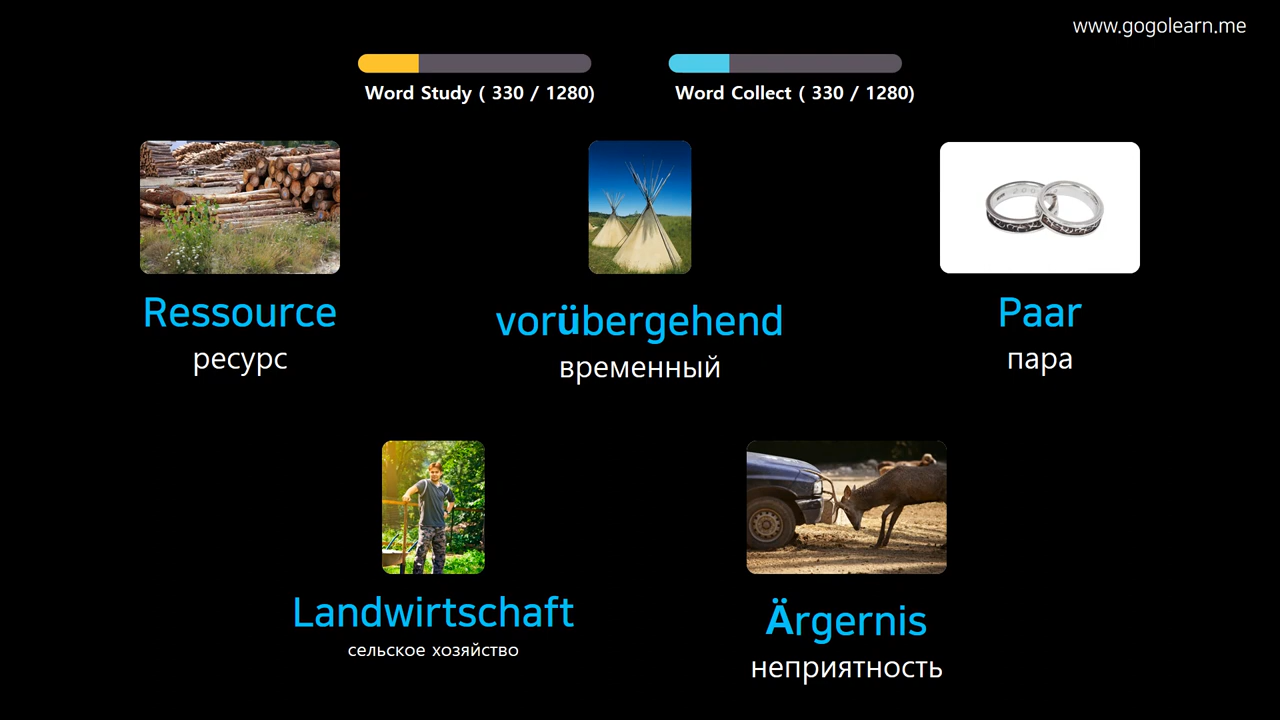 www.gogolearn.me
Word Study ( 330 / 1280)
Word Collect ( 330 / 1280)
Ressource
ресурс
vorübergehend
временный
Paar
пара
Landwirtschaft
сельское хозяйство
Ärgernis
неприятность